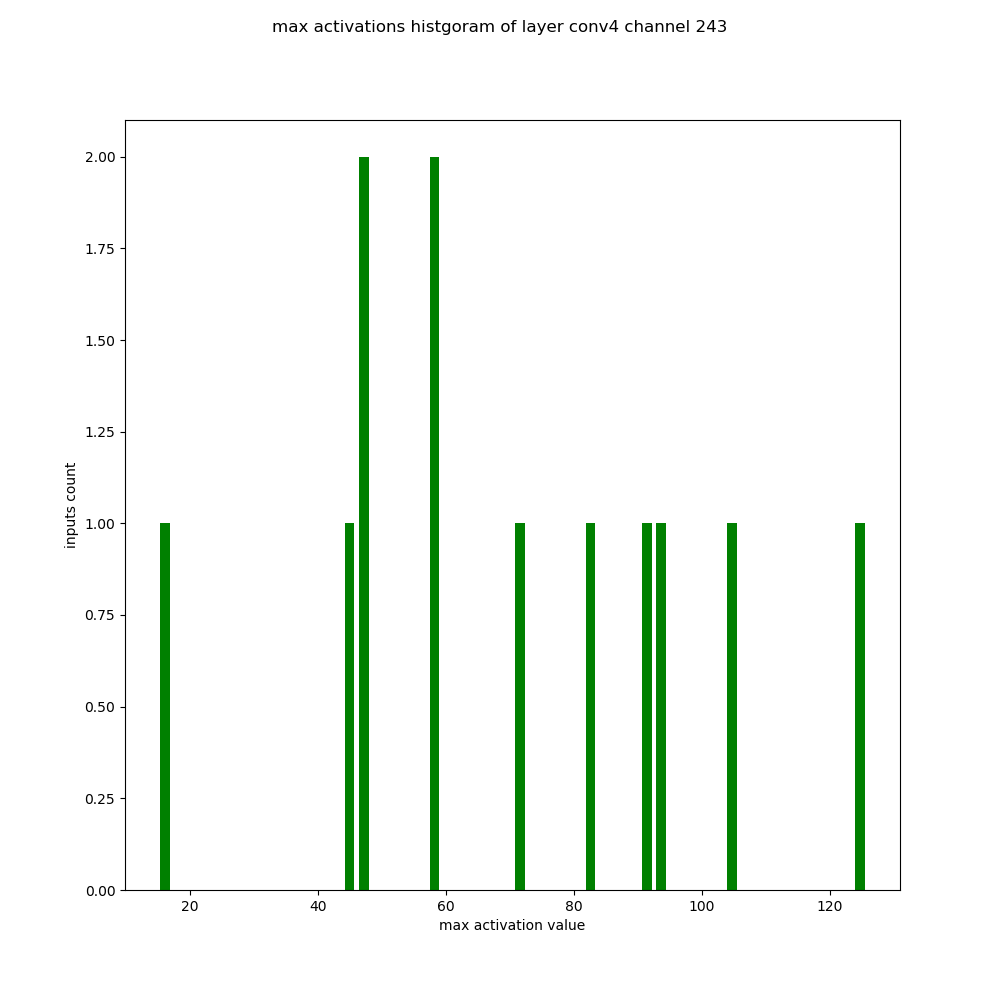 max activations histgoram of layer conv4 channel 243
2.00
1.75
1.50
1.25
1.00
0.75
0.50
0.25
0.00
inputs count
20 40 60 80 100 120
max activation value